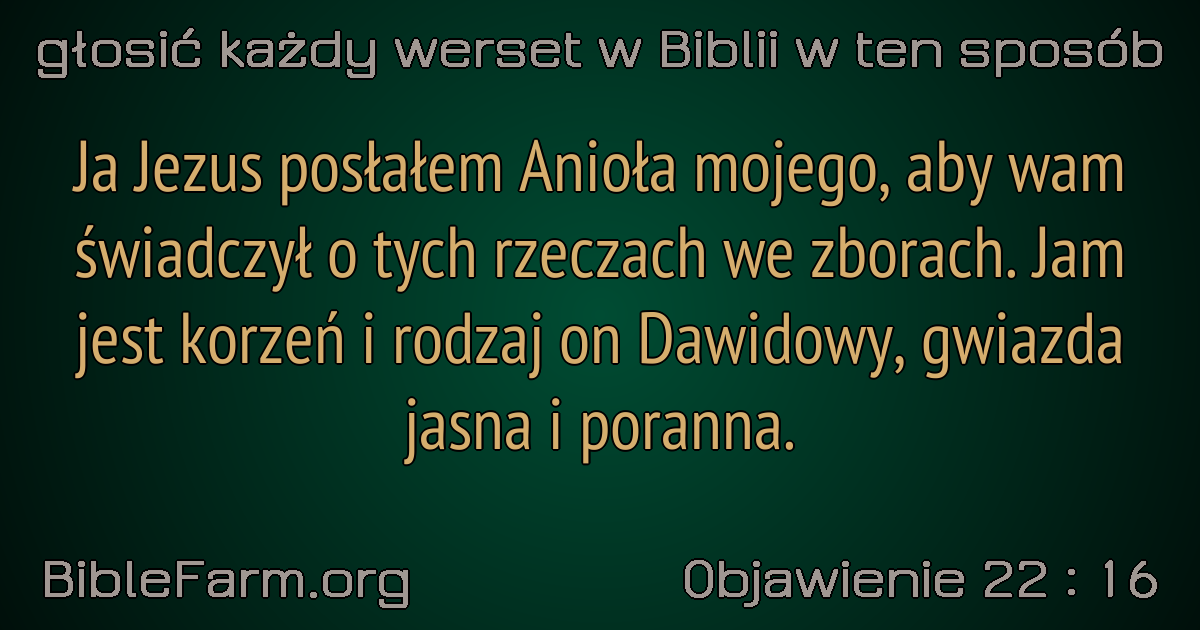 głosić każdy werset w Biblii w ten sposób
Ja Jezus posłałem Anioła mojego, aby wam
świadczył o tych rzeczach we zborach. Jam
jest korzeń i rodzaj on Dawidowy, gwiazda
jasna i poranna.
BibleFarm.org
Objawienie 22 : 16